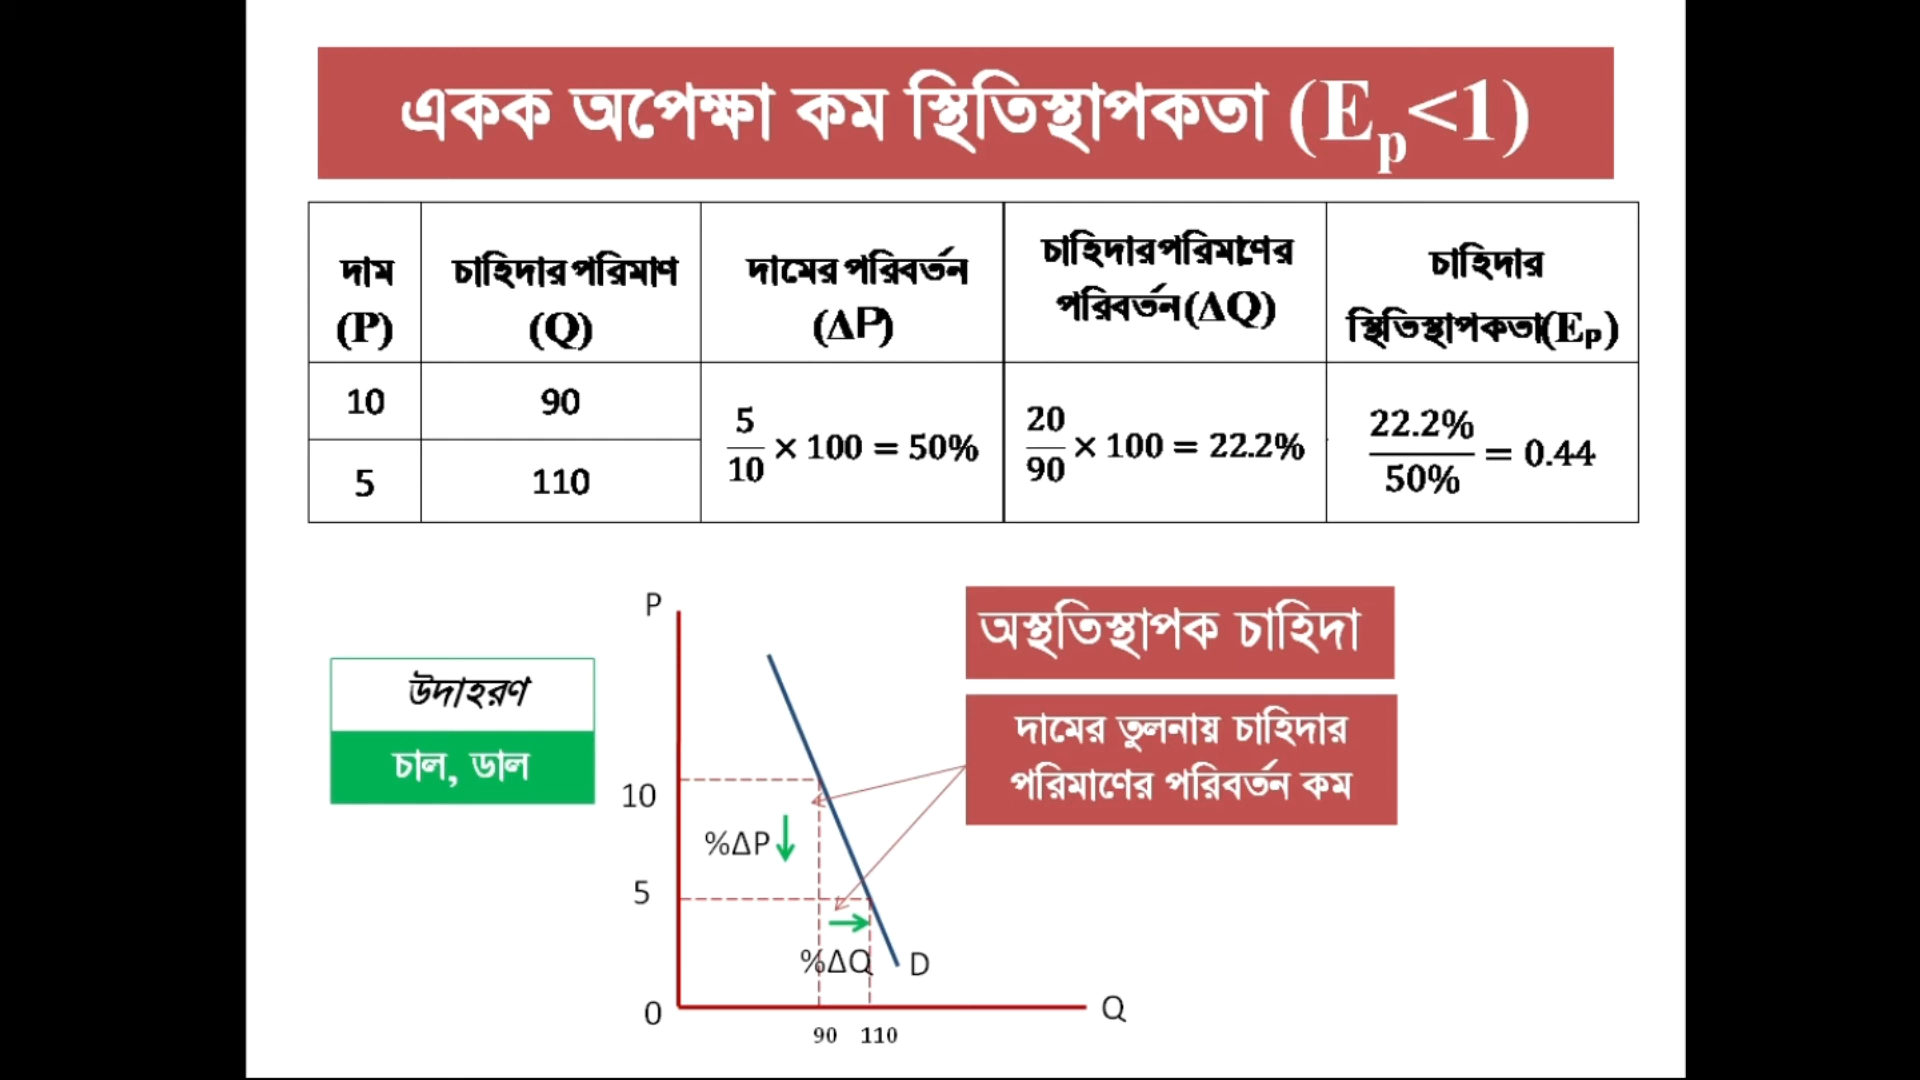 একক অপেক্ষা কম স্থিতিস্থাপকতা (Eₚ<1)
দাম
(P)
চাহিদার পরিমাণ
(Q)
দামের পরিবর্তন
(ΔP)
চাহিদার পরিমাণের
পরিবর্তন (ΔQ)
চাহিদার
স্থিতিস্থাপকতা(Eₚ)
10
90
5/10 × 100 = 50%
20/90 × 100 = 22.2%
22.2%/50% = 0.44
5
110
উদাহরণ
চাল, ডাল
P
10
%ΔP
5
%ΔQ
D
0
Q
90 110
অস্থতিস্থাপক চাহিদা
দামের তুলনায় চাহিদার
পরিমাণের পরিবর্তন কম